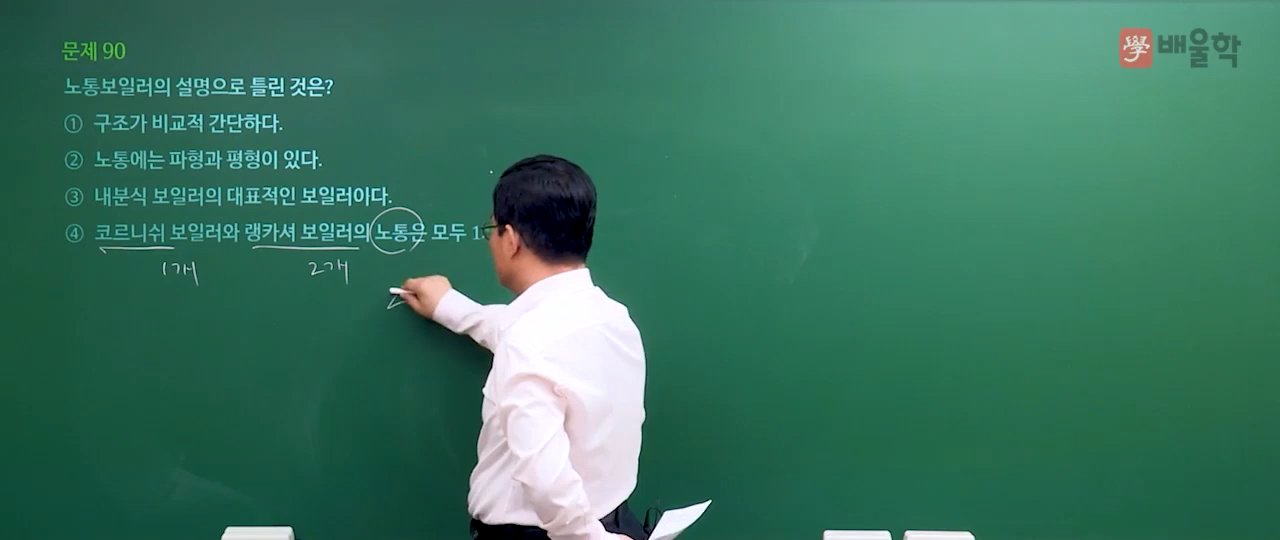 學 배울학
문제 90
노통보일러의 설명으로 틀린 것은?
① 구조가 비교적 간단하다.
② 노통에는 파형과 평형이 있다.
③ 내분식 보일러의 대표적인 보일러아다.
④ 코르니쉬 보일러와 랭카셔 보일러의 노통은 모두 1
1개 2개